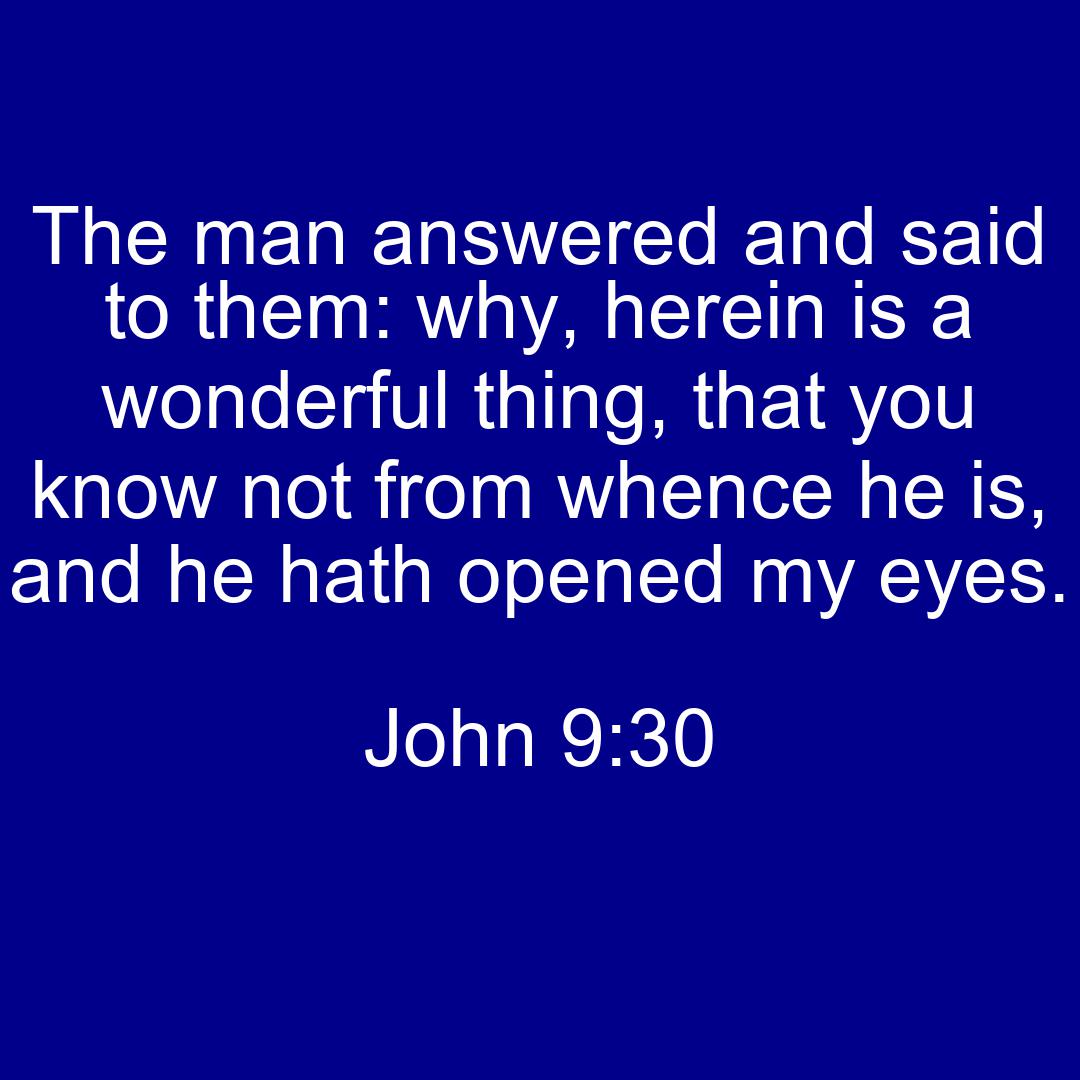 The man answered and said
to them: why, herein is a
wonderful thing, that you
know not from whence he is,
and he hath opened my eyes.
John 9:30